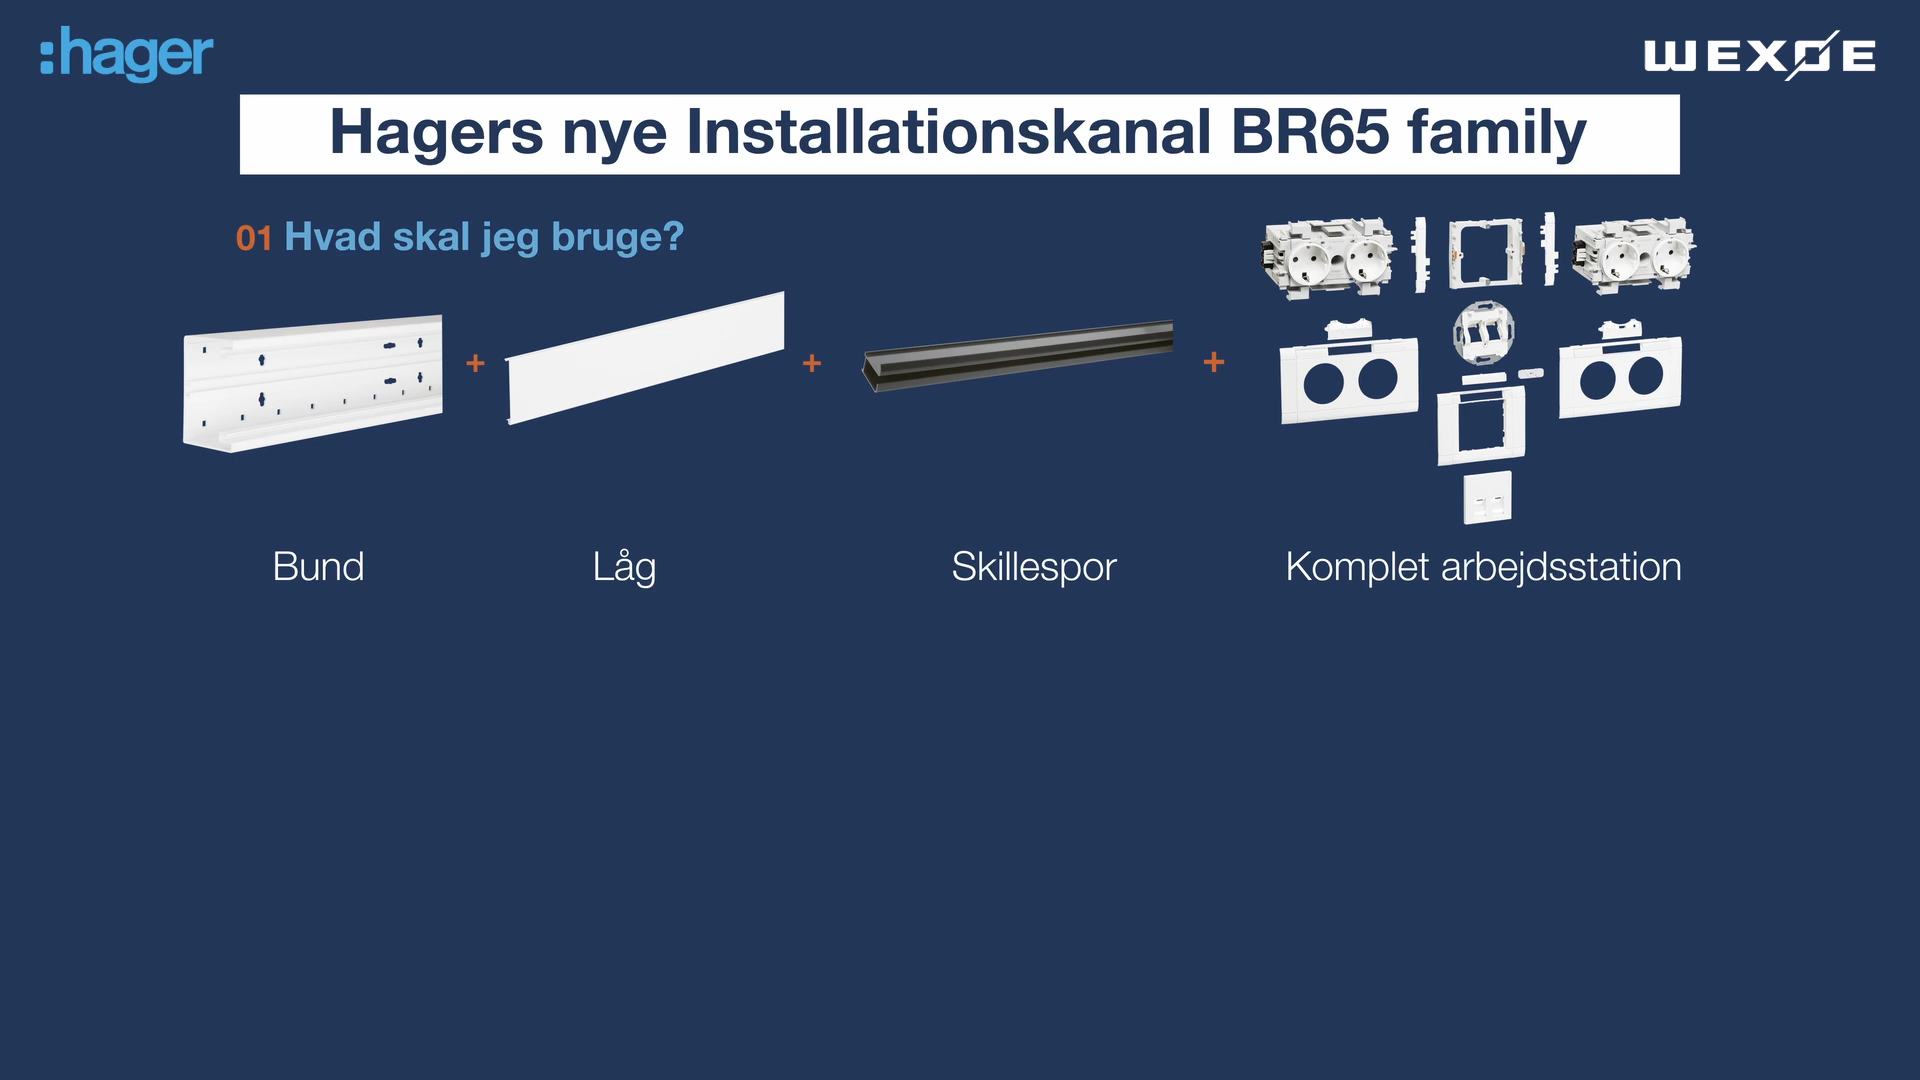 :hager
WEXØE
Hagers nye Installationskanal BR65 family
01 Hvad skal jeg bruge?
+ + +
Bund Låg Skillespor Komplet arbejdsstation